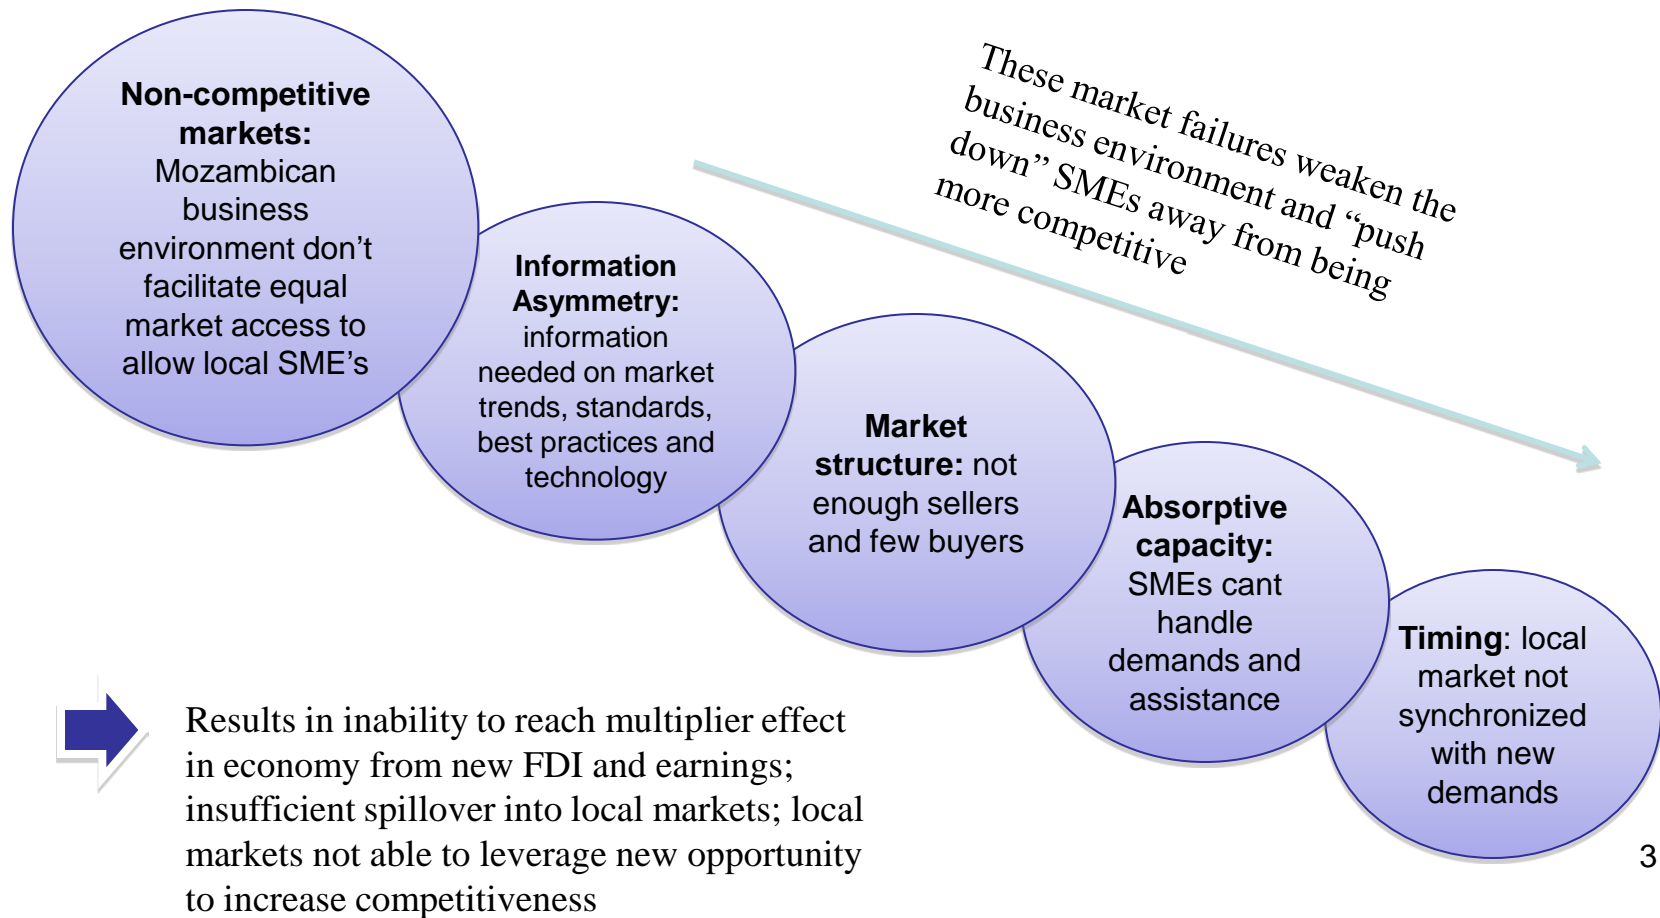 Non-competitive
markets:
Mozambican
business
environment don’t
facilitate equal
market access to
allow local SME’s
These market failures weaken the
business environment and “push
down” SMEs away from being
more competitive
Information
Asymmetry:
information
needed on market
trends, standards,
best practices and
technology
Market
structure: not
enough sellers
and few buyers
Absorptive
capacity:
SMEs cant
handle
demands and
assistance
Timing: local
market not
synchronized
with new
demands
Results in inability to reach multiplier effect
in economy from new FDI and earnings;
insufficient spillover into local markets; local
markets not able to leverage new opportunity
to increase competitiveness
3